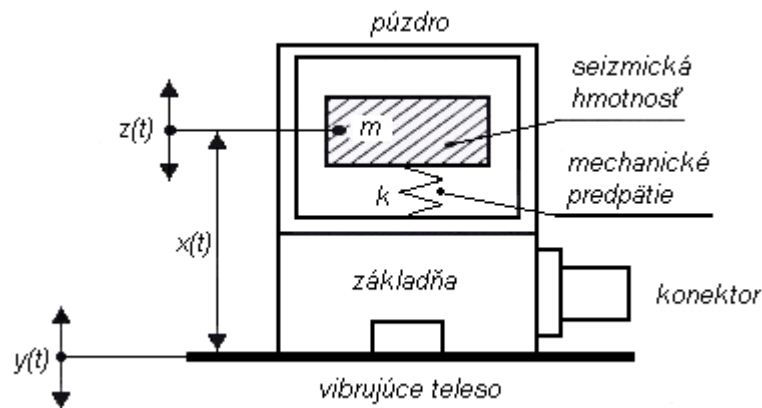 púzdro
seizmická
hmotnosť
z(t)
m
mechanické
predpätie
k
x(t)
základňa
konektor
y(t)
vibrujúce teleso